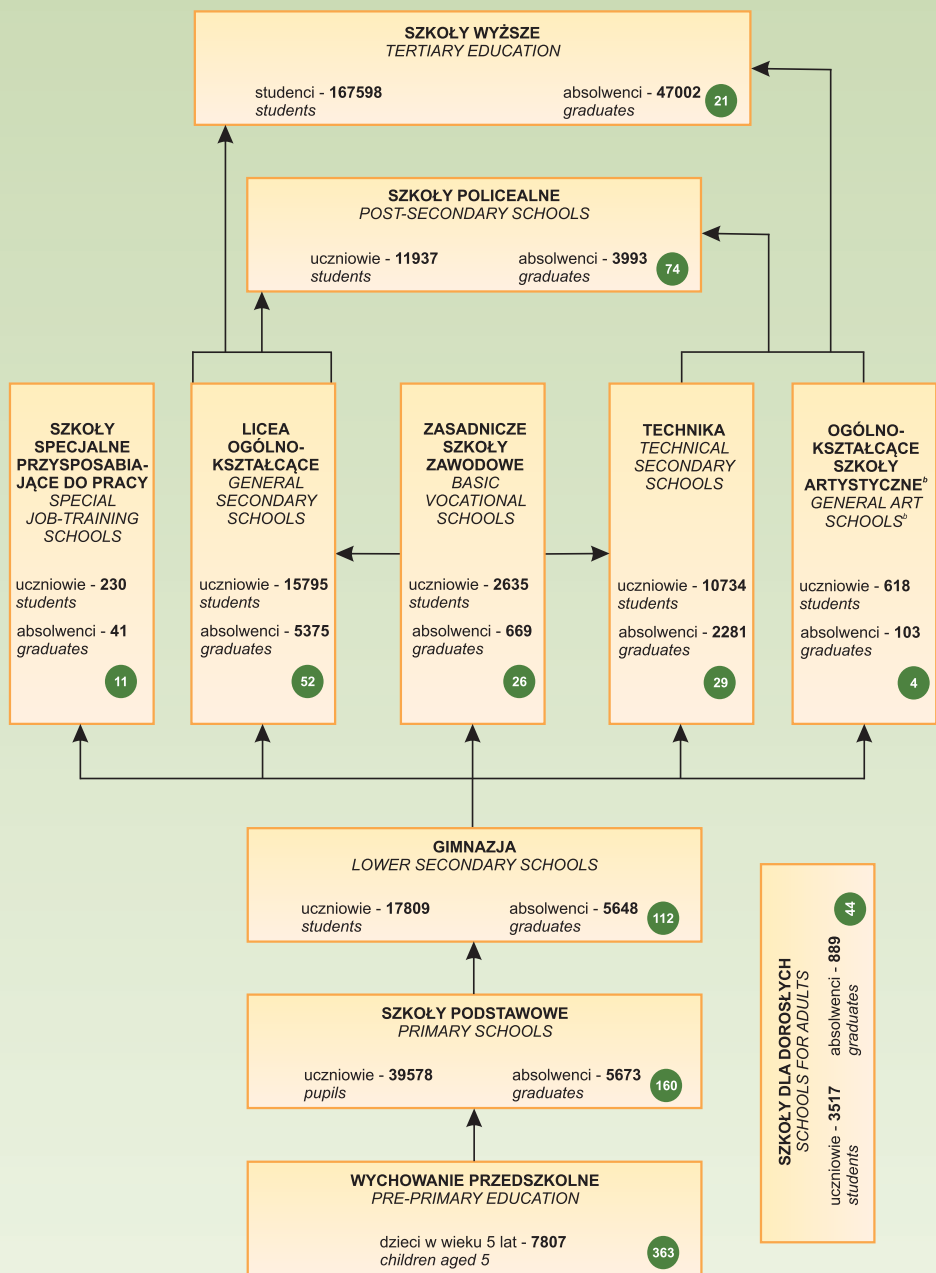 SZKOŁY WYŻSZE
TERTIARY EDUCATION
studenci - 167598
students
absolwenci - 47002
graduates
21
SZKOŁY POLICEALNE
POST-SECONDARY SCHOOLS
uczniowie - 11937
students
absolwenci - 3993
graduates
74
SZKOŁY
SPECJALNE
PRZYSPOSABIA-
JĄCE DO PRACY
SPECIAL
JOB-TRAINING
SCHOOLS
uczniowie - 230
students
absolwenci - 41
graduates
11
LICEA
OGÓLNO-
KSZTAŁCĄCE
GENERAL
SECONDARY
SCHOOLS
uczniowie - 15795
students
absolwenci - 5375
graduates
52
ZASADNICZE
SZKOŁY
ZAWODOWE
BASIC
VOCATIONAL
SCHOOLS
uczniowie - 2635
students
absolwenci - 669
graduates
26
TECHNIKA
TECHNICAL
SECONDARY
SCHOOLS
uczniowie - 10734
students
absolwenci - 2281
graduates
29
OGÓLNO-
KSZTAŁCĄCE
SZKOŁY
ARTYSTYCZNEᵇ
GENERAL ART
SCHOOLSᵇ
uczniowie - 618
students
absolwenci - 103
graduates
4
GIMNAZJA
LOWER SECONDARY SCHOOLS
uczniowie - 17809
students
absolwenci - 5648
graduates
112
SZKOŁY PODSTAWOWE
PRIMARY SCHOOLS
uczniowie - 39578
pupils
absolwenci - 5673
graduates
160
WYCHOWANIE PRZEDSZKOLNE
PRE-PRIMARY EDUCATION
dzieci w wieku 5 lat - 7807
children aged 5
363
SZKOŁY DLA DOROSŁYCH
SCHOOLS FOR ADULTS
uczniowie - 3517
students
absolwenci - 889
graduates
44